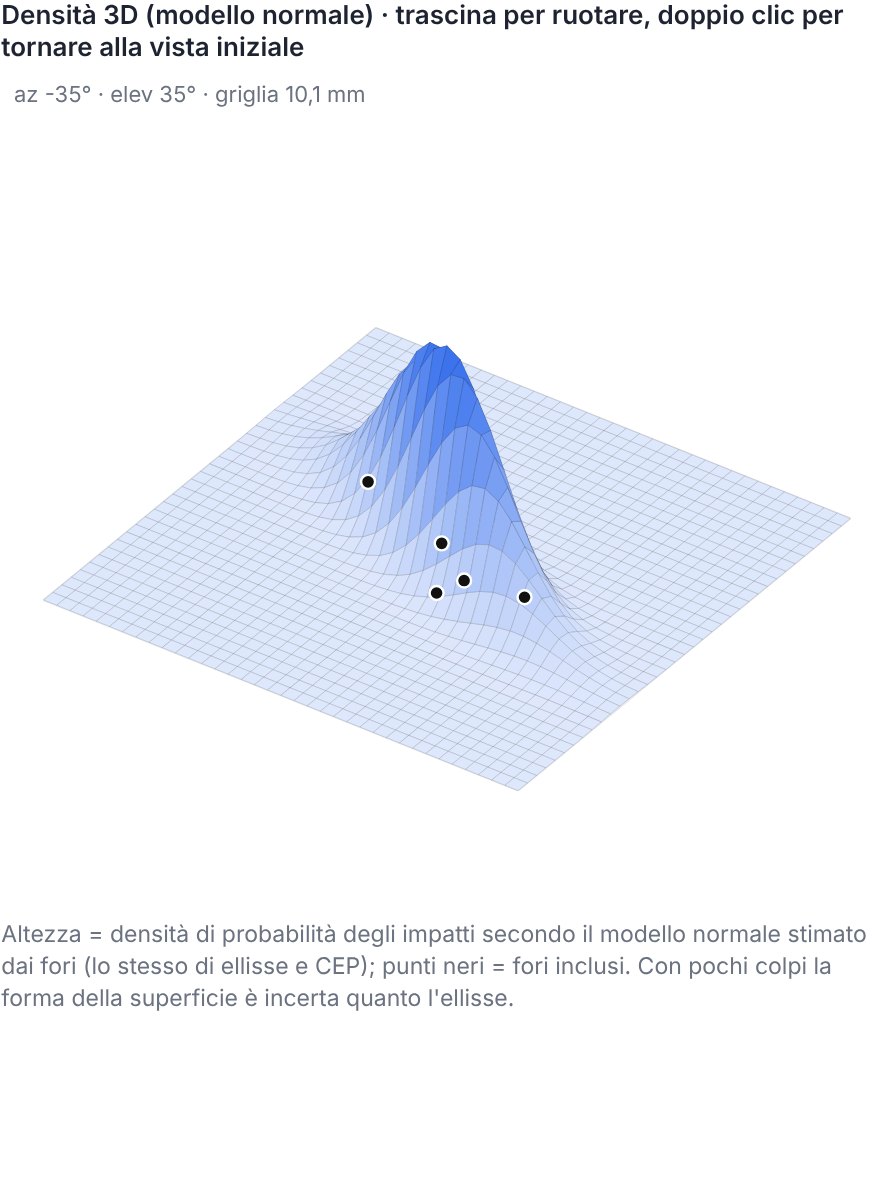 Densità 3D (modello normale) · trascina per ruotare, doppio clic per
tornare alla vista iniziale
az -35° · elev 35° · griglia 10,1 mm
Altezza = densità di probabilità degli impatti secondo il modello normale stimato
dai fori (lo stesso di ellisse e CEP); punti neri = fori inclusi. Con pochi colpi la
forma della superficie è incerta quanto l'ellisse.